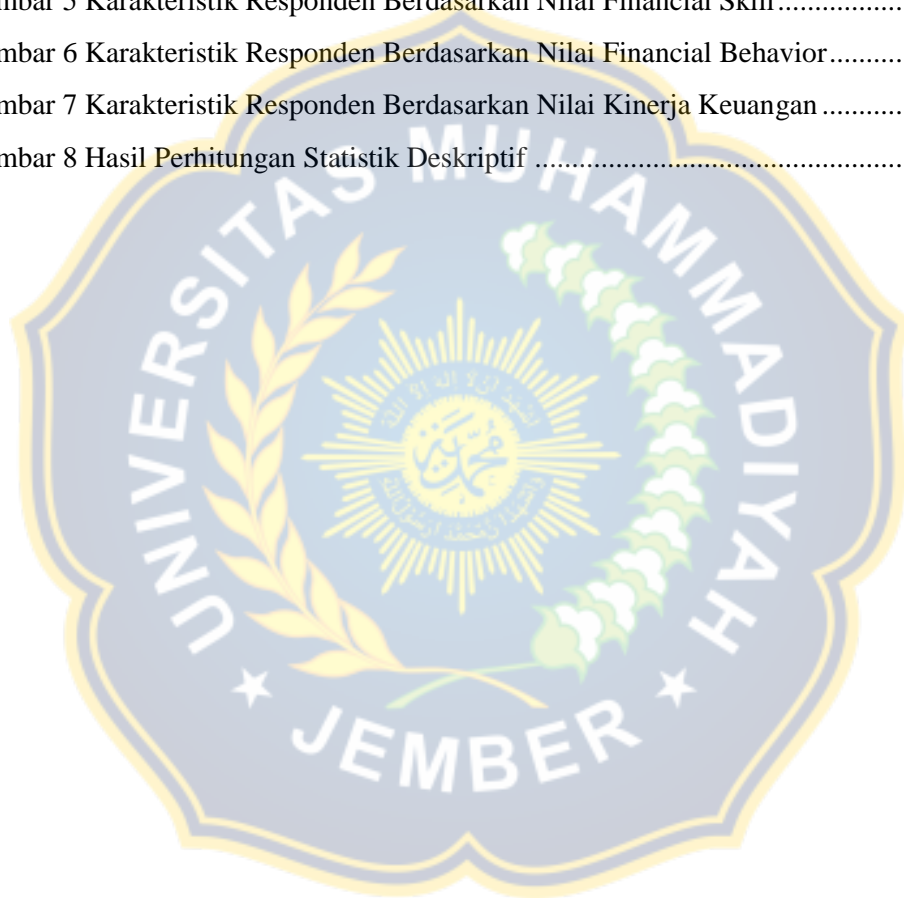 mbar 5 Karakteristik Responden Berdasarkan Nilai Financial Skill..................
mbar 6 Karakteristik Responden Berdasarkan Nilai Financial Behavior...........
mbar 7 Karakteristik Responden Berdasarkan Nilai Kinerja Keuangan ...........
mbar 8 Hasil Perhitungan Statistik Deskriptif .................................................
UNIVERSITAS MUHAMMADIYAH
★ JEMBER ★
محمدية